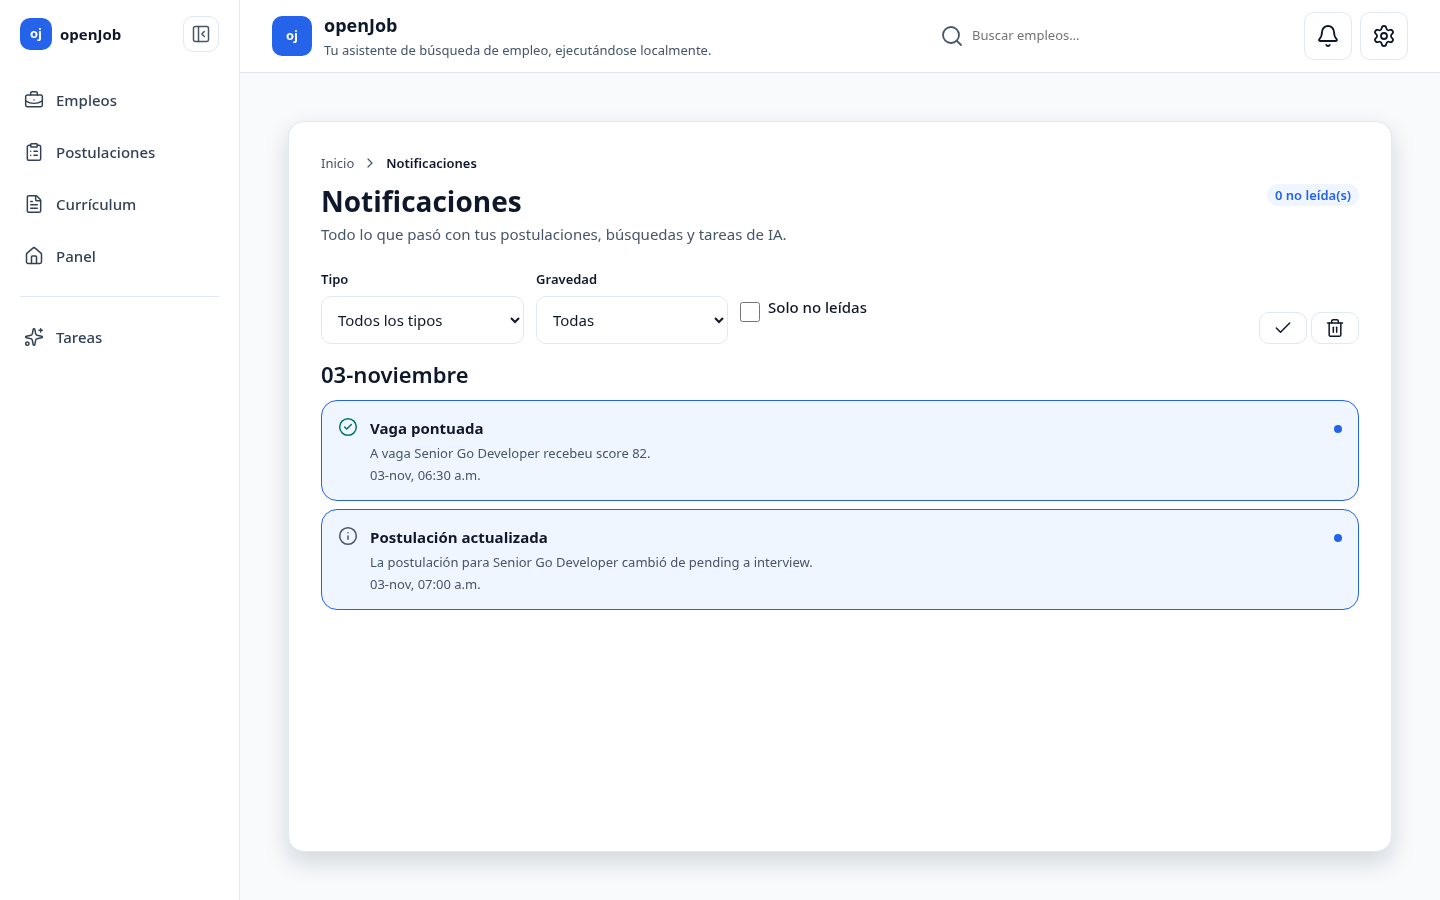 oj openJob
Empleos
Postulaciones
Currículum
Panel
Tareas
oj openJob
Tu asistente de búsqueda de empleo, ejecutándose localmente.
Buscar empleos...
Inicio > Notificaciones
Notificaciones
0 no leída(s)
Todo lo que pasó con tus postulaciones, búsquedas y tareas de IA.
Tipo
Todos los tipos
Gravedad
Todas
Solo no leídas
03-noviembre
Vaga pontuada
A vaga Senior Go Developer recebeu score 82.
03-nov, 06:30 a.m.
Postulación actualizada
La postulación para Senior Go Developer cambió de pending a interview.
03-nov, 07:00 a.m.